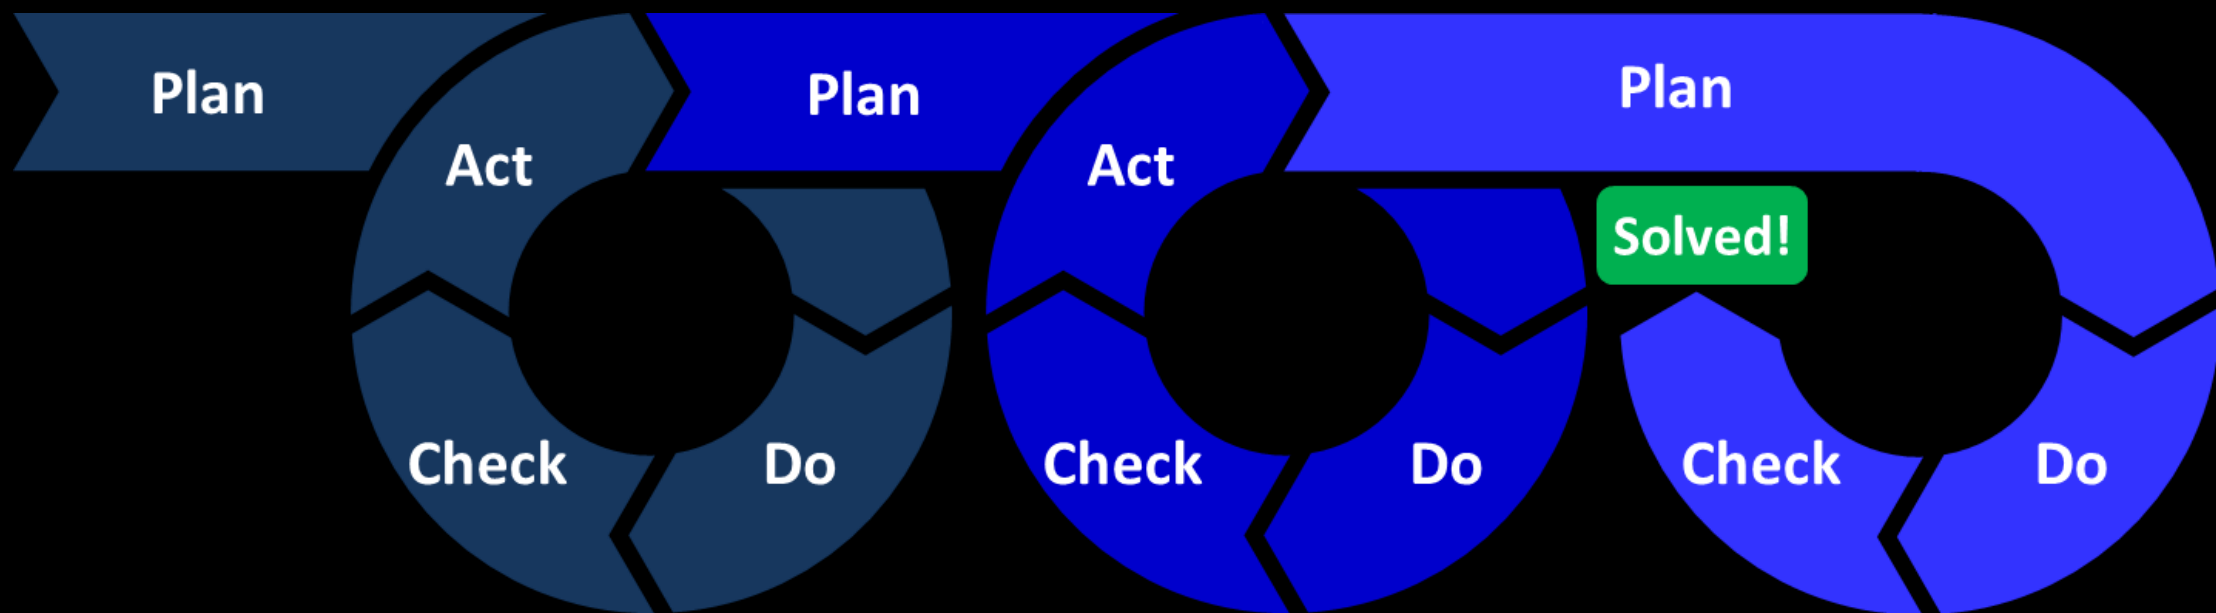 Plan
Act
Check
Do
Plan
Act
Check
Do
Plan
Solved!
Check
Do